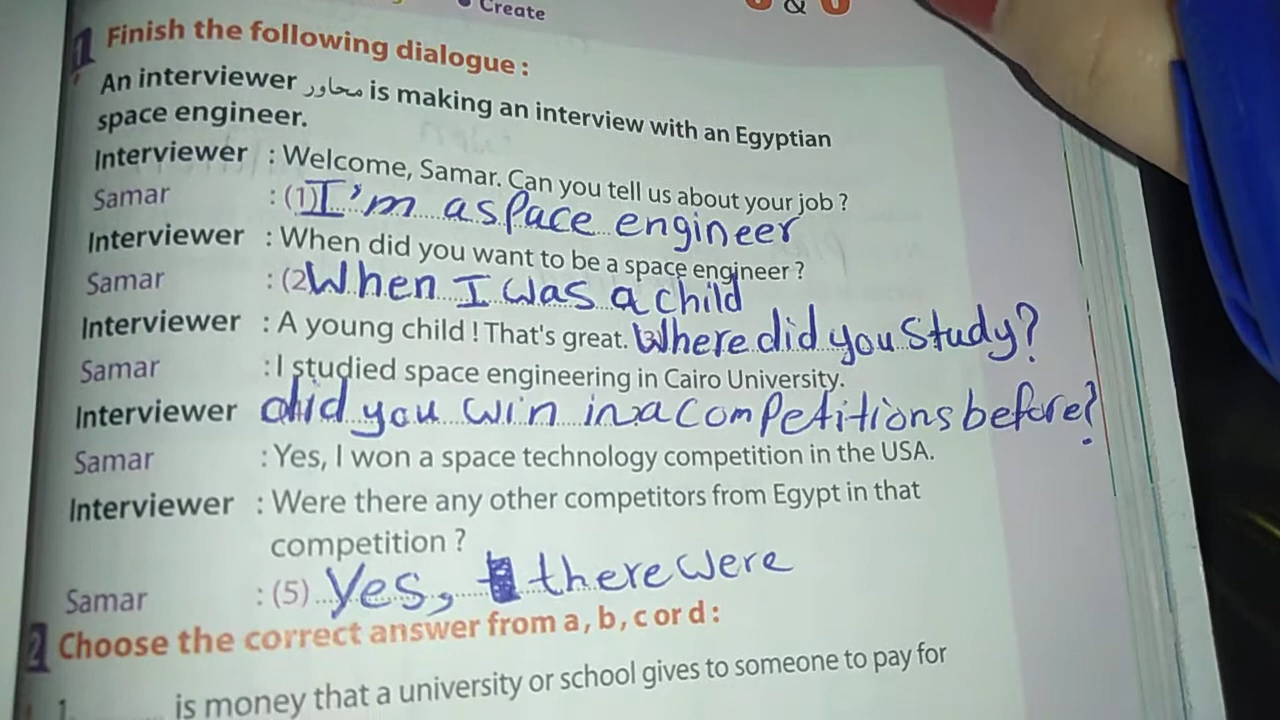 Create
&
1 Finish the following dialogue :
An interviewer محاور is making an interview with an Egyptian
space engineer.
Interviewer : Welcome, Samar. Can you tell us about your job ?
Samar : (1) I'm a space engineer
Interviewer : When did you want to be a space engineer ?
Samar : (2 When I was a child
Interviewer : A young child ! That's great. Where did you study?
Samar : I studied space engineering in Cairo University.
Interviewer did you win in a competitions before?
Samar : Yes, I won a space technology competition in the USA.
Interviewer : Were there any other competitors from Egypt in that
competition ?
Samar : (5) Yes, there were
2 Choose the correct answer from a, b, c or d :
1. is money that a university or school gives to someone to pay for